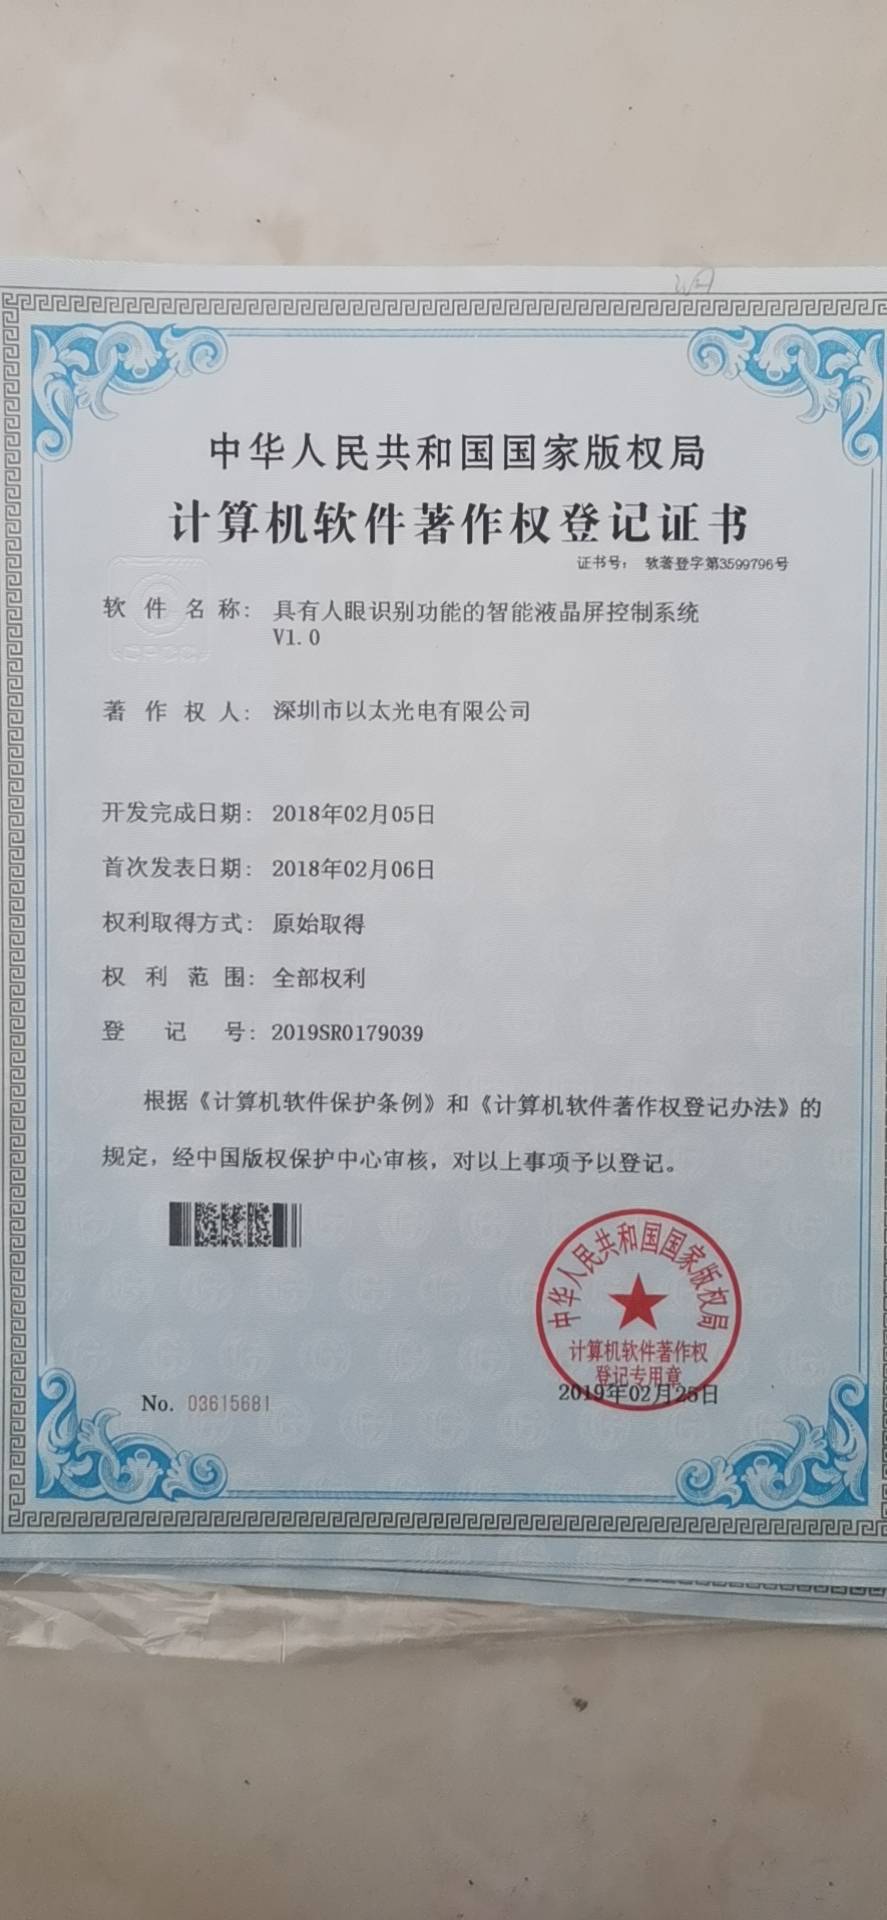 中华人民共和国国家版权局
计算机软件著作权登记证书
证书号： 软著登字第3599796号
软件名称： 具有人眼识别功能的智能液晶屏控制系统
V1.0
著作权人： 深圳市以太光电有限公司
开发完成日期： 2018年02月05日
首次发表日期： 2018年02月06日
权利取得方式： 原始取得
权利范围： 全部权利
登记号： 2019SR0179039
根据《计算机软件保护条例》和《计算机软件著作权登记办法》的
规定，经中国版权保护中心审核，对以上事项予以登记。
中华人民共和国国家版权局
计算机软件著作权
登记专用章
2019年02月25日
No. 03615681
CPCC